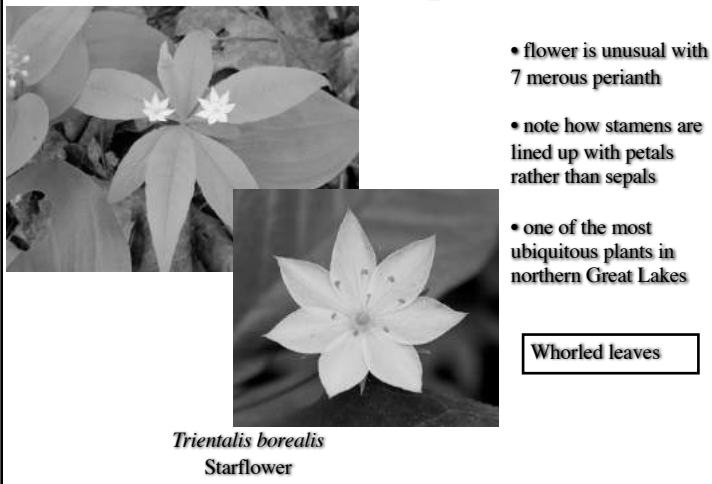 • flower is unusual with
7 merous perianth
• note how stamens are
lined up with petals
rather than sepals
• one of the most
ubiquitous plants in
northern Great Lakes
Whorled leaves
Trientalis borealis
Starflower